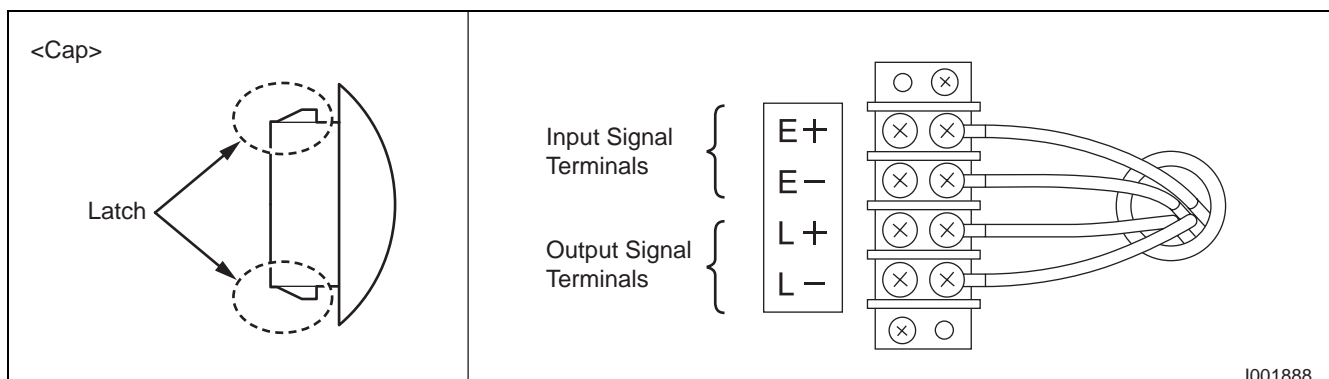 <Cap>
Latch
Input Signal
Terminals
Output Signal
Terminals
E+
E−
L+
L−
I001888